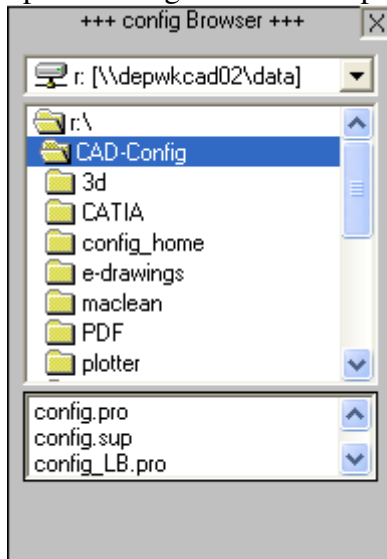 +++ config Browser +++
r: [\\depwkcad02\data]
r:\
CAD-Config
3d
CATIA
config_home
e-drawings
maclean
PDF
plotter
config.pro
config.sup
config_LB.pro